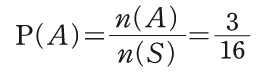 P(A) = n(A)/n(S) = 3/16